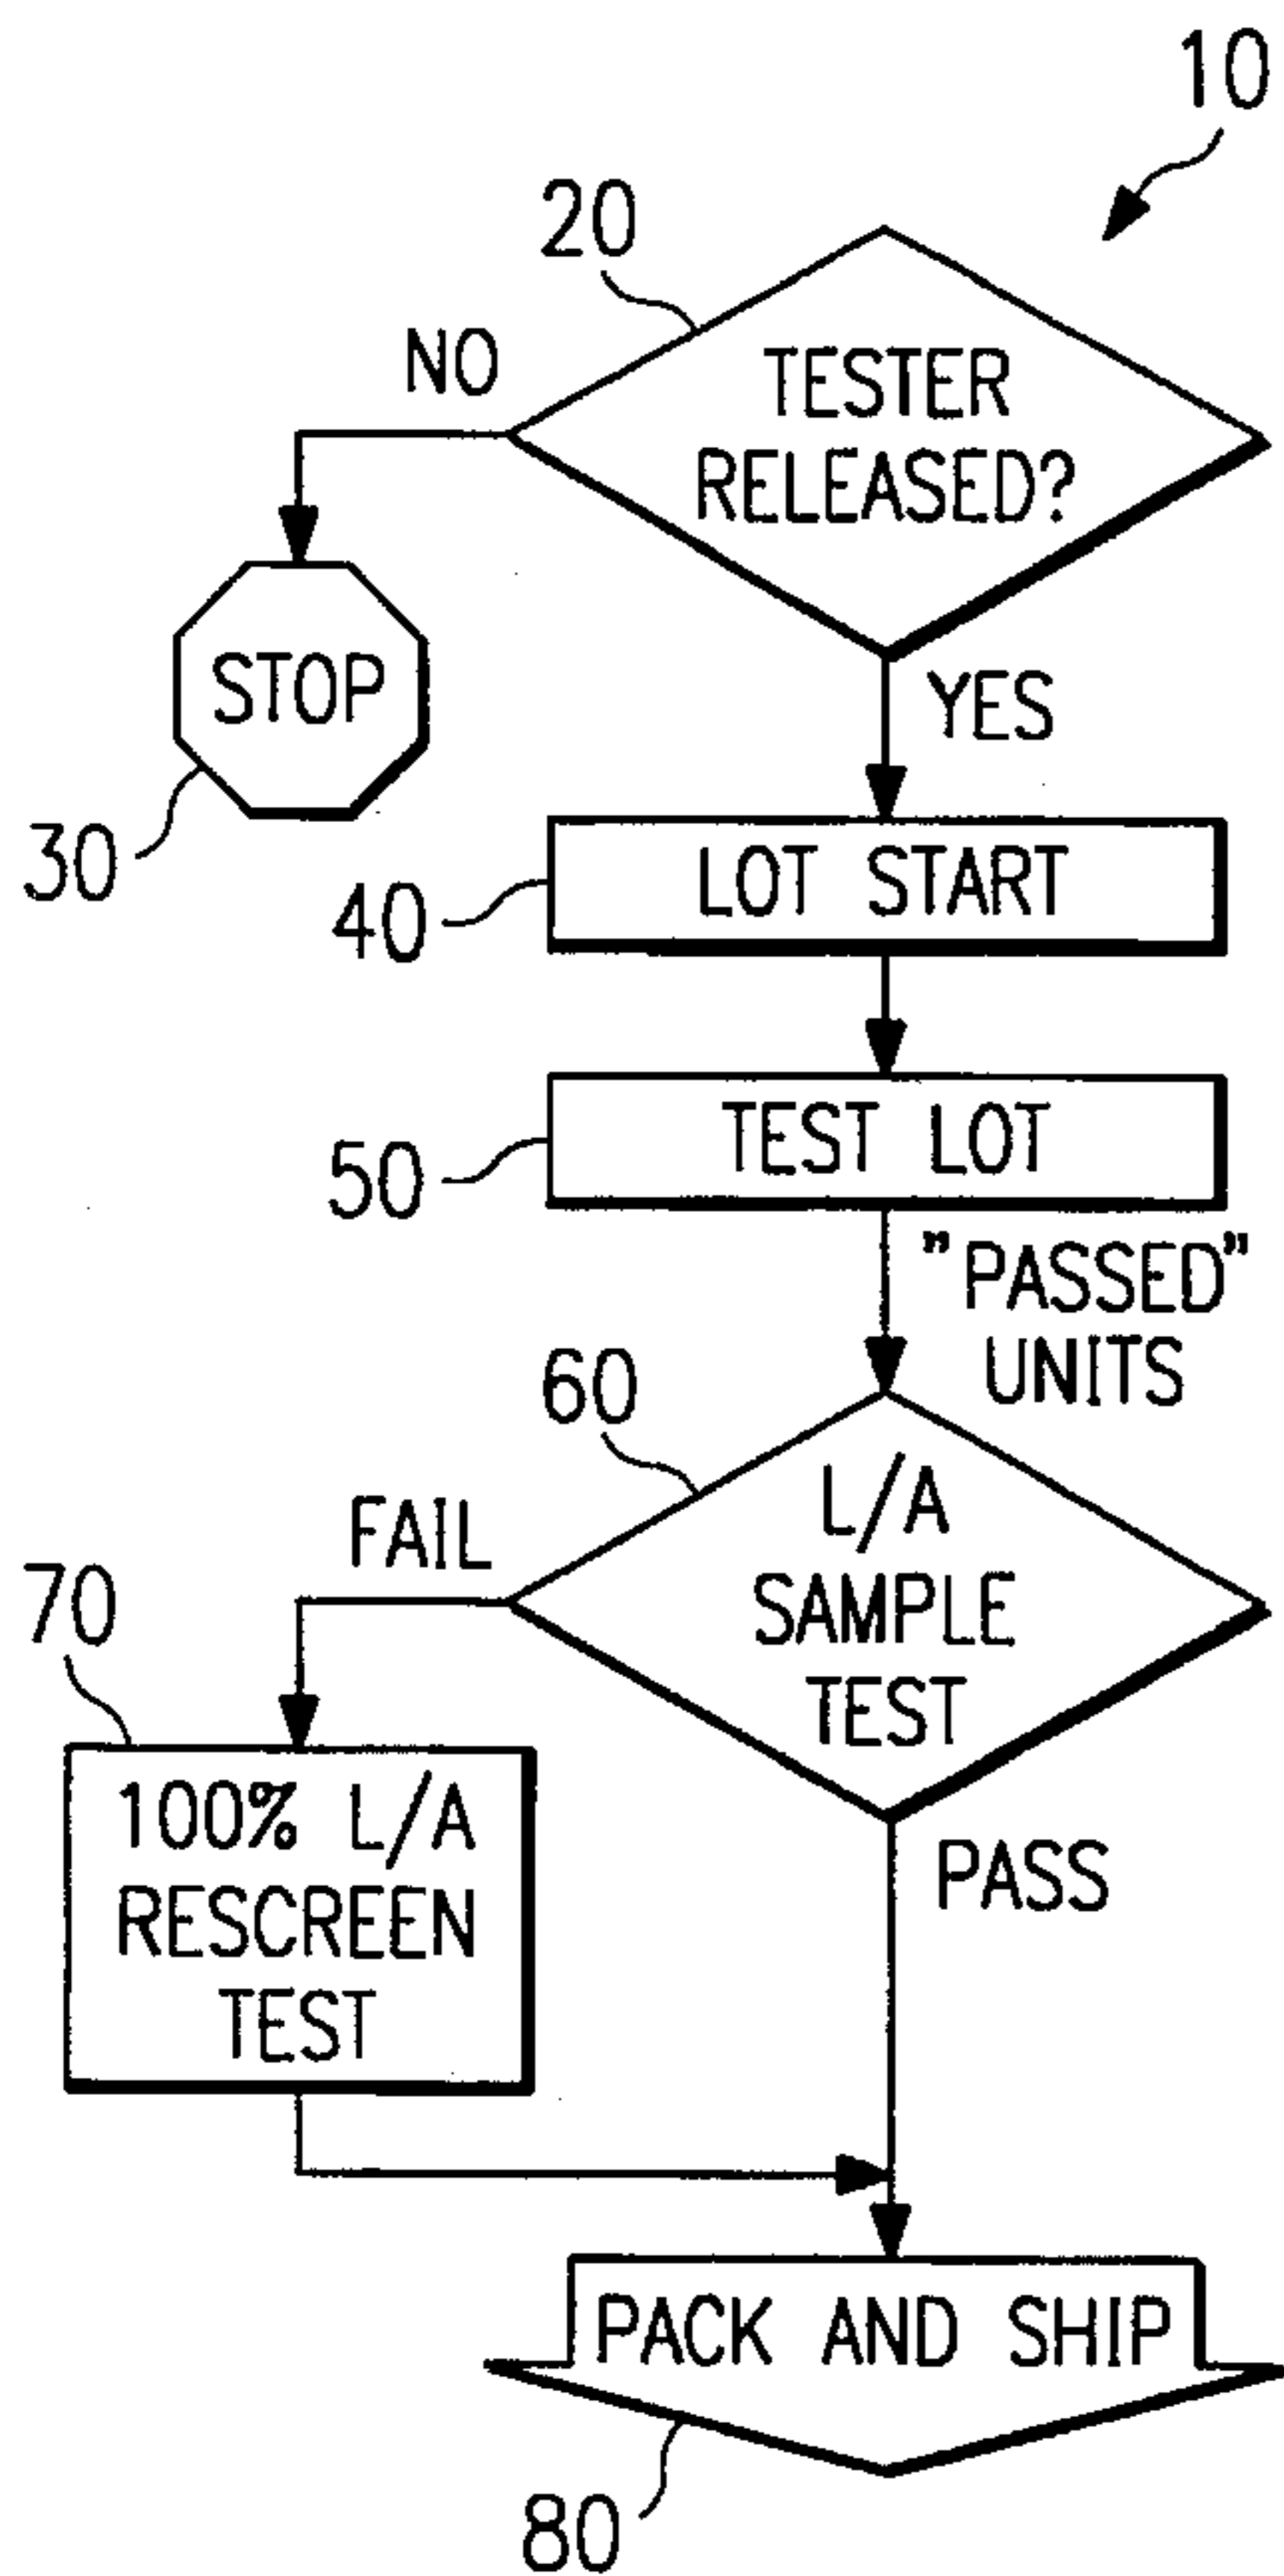 10
20
NO
TESTER
RELEASED?
STOP
YES
30
LOT START
40
TEST LOT
50
"PASSED"
UNITS
60
L/A
SAMPLE
TEST
FAIL
70
100% L/A
RESCREEN
TEST
PASS
PACK AND SHIP
80